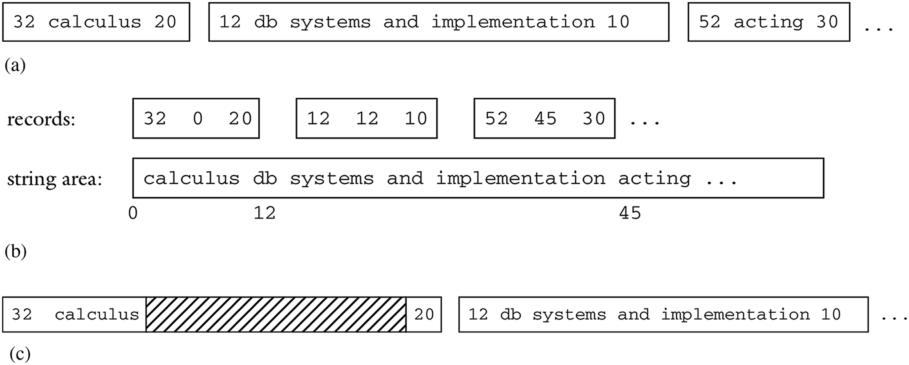 32 calculus 20 12 db systems and implementation 10 52 acting 30 ...
(a)
records: 32 0 20 12 12 10 52 45 30 ...
string area: calculus db systems and implementation acting ...
0 12 45
(b)
32 calculus 20 12 db systems and implementation 10 ...
(c)